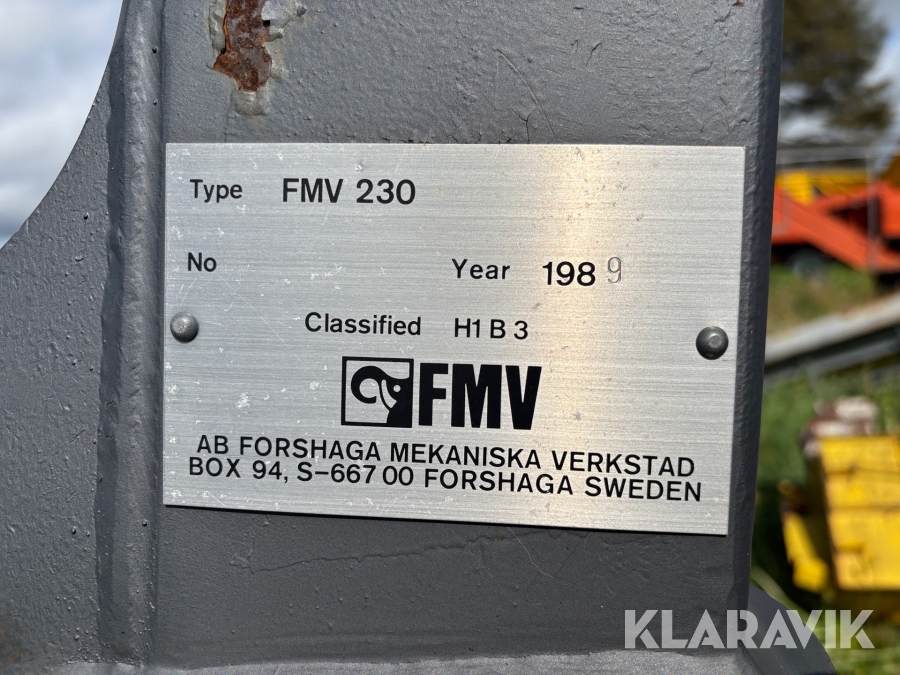 Type FMV 230
No Year 1989
Classified H1 B 3
FMV
AB FORSHAGA MEKANISKA VERKSTAD
BOX 94, S-667 00 FORSHAGA SWEDEN
KLARAVIK